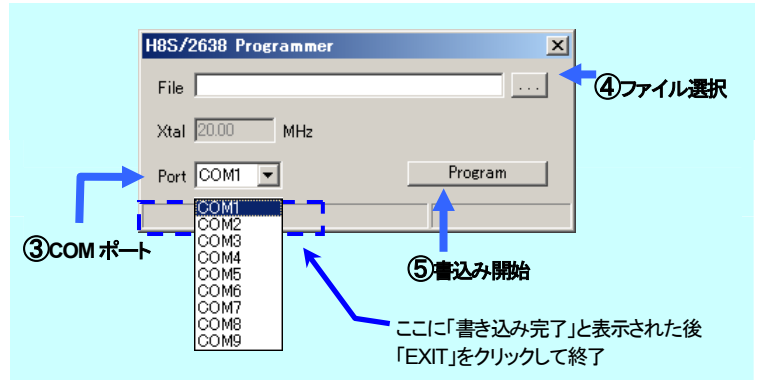 H8S/2638 Programmer
File
...
④ファイル選択
Xtal 20.00 MHz
Port COM1
Program
COM1
COM2
COM3
COM4
COM5
COM6
COM7
COM8
COM9
③COM ポート
⑤書込み開始
ここに「書き込み完了」と表示された後
「EXIT」をクリックして終了